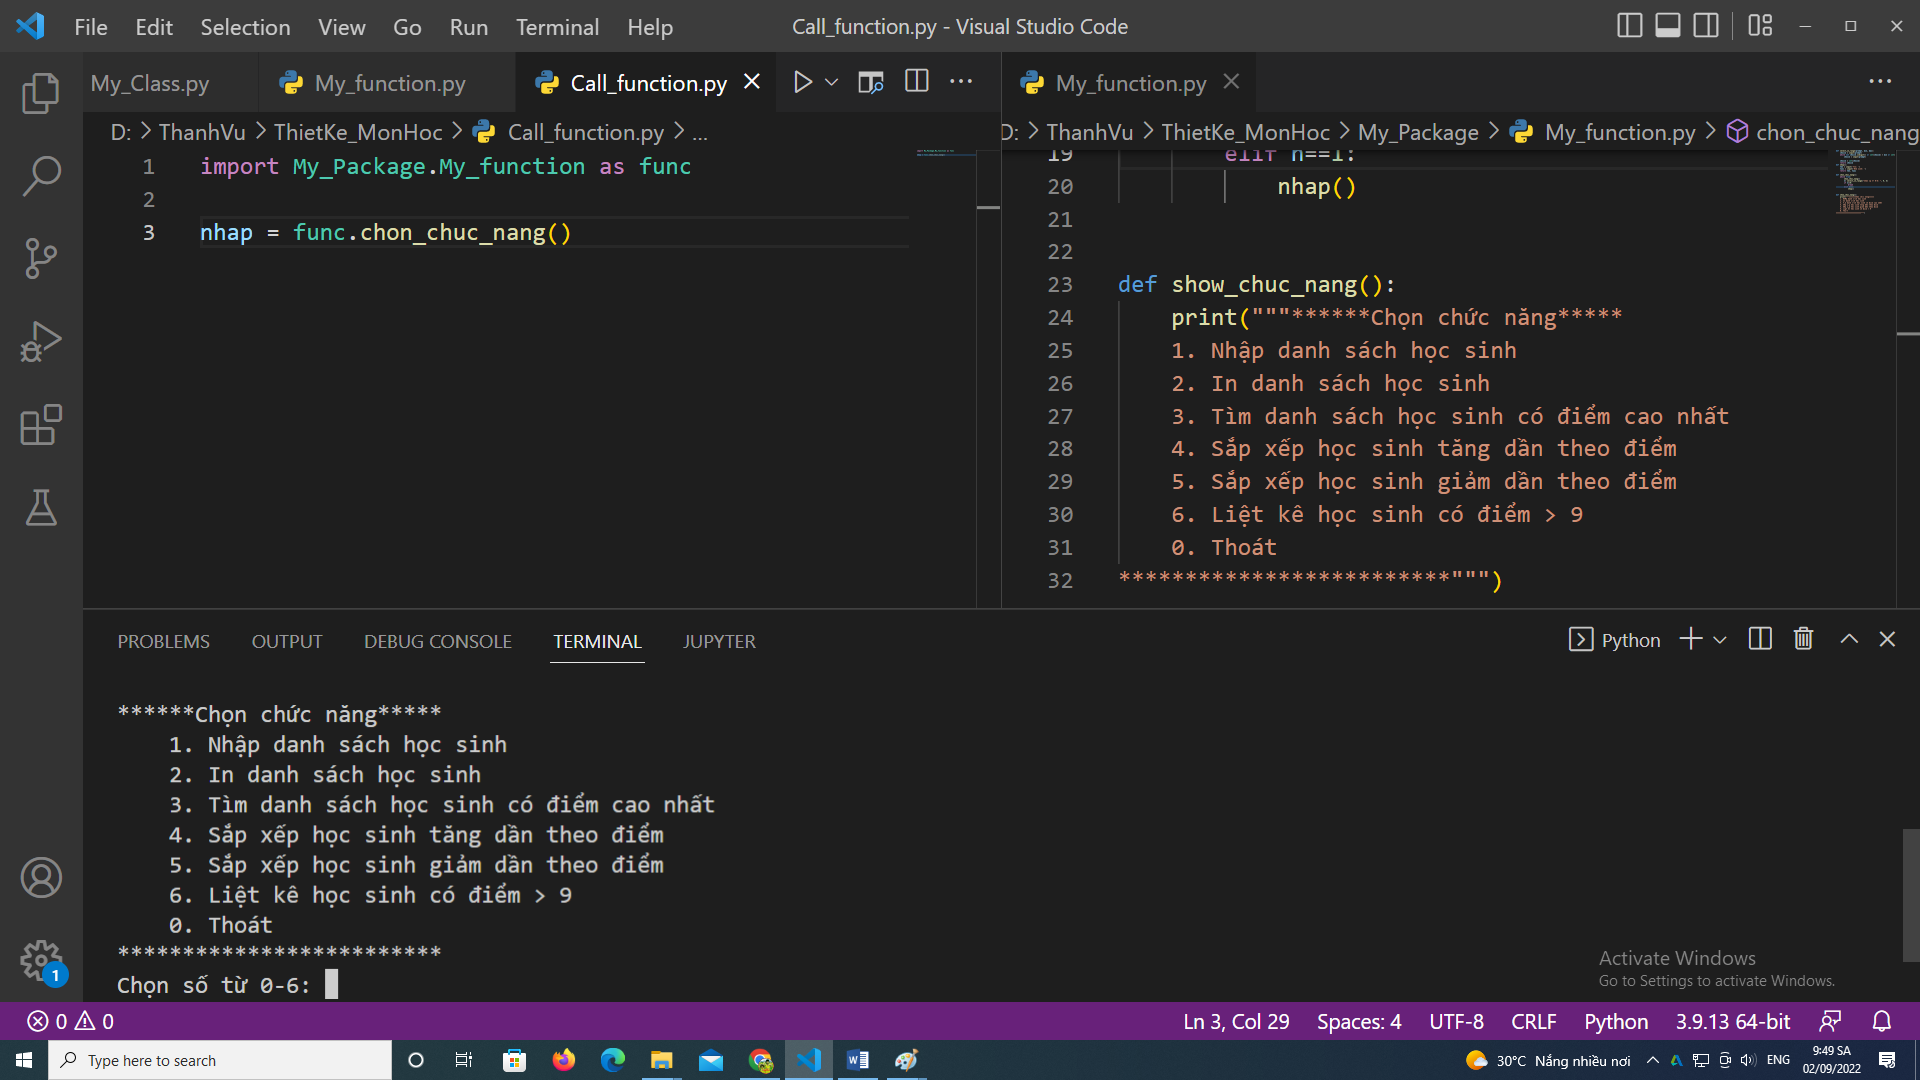 File Edit Selection View Go Run Terminal Help
Call_function.py - Visual Studio Code
My_Class.py My_function.py Call_function.py
D: > ThanhVu > ThietKe_MonHoc > Call_function.py > ...
1 import My_Package.My_function as func
2
3 nhap = func.chon_chuc_nang()
My_function.py
D: > ThanhVu > ThietKe_MonHoc > My_Package > My_function.py > chon_chuc_nang
19 elif n==1:
20 nhap()
21
22
23 def show_chuc_nang():
24 print("""******Chọn chức năng*****
25 1. Nhập danh sách học sinh
26 2. In danh sách học sinh
27 3. Tìm danh sách học sinh có điểm cao nhất
28 4. Sắp xếp học sinh tăng dần theo điểm
29 5. Sắp xếp học sinh giảm dần theo điểm
30 6. Liệt kê học sinh có điểm > 9
31 0. Thoát
32 *************************""")
PROBLEMS OUTPUT DEBUG CONSOLE TERMINAL JUPYTER
Python
******Chọn chức năng*****
1. Nhập danh sách học sinh
2. In danh sách học sinh
3. Tìm danh sách học sinh có điểm cao nhất
4. Sắp xếp học sinh tăng dần theo điểm
5. Sắp xếp học sinh giảm dần theo điểm
6. Liệt kê học sinh có điểm > 9
0. Thoát
*************************
Chọn số từ 0-6:
Activate Windows
Go to Settings to activate Windows.
1
0 0
Ln 3, Col 29 Spaces: 4 UTF-8 CRLF Python 3.9.13 64-bit
Type here to search
30°C Nắng nhiều nơi
ENG
9:49 SA
02/09/2022